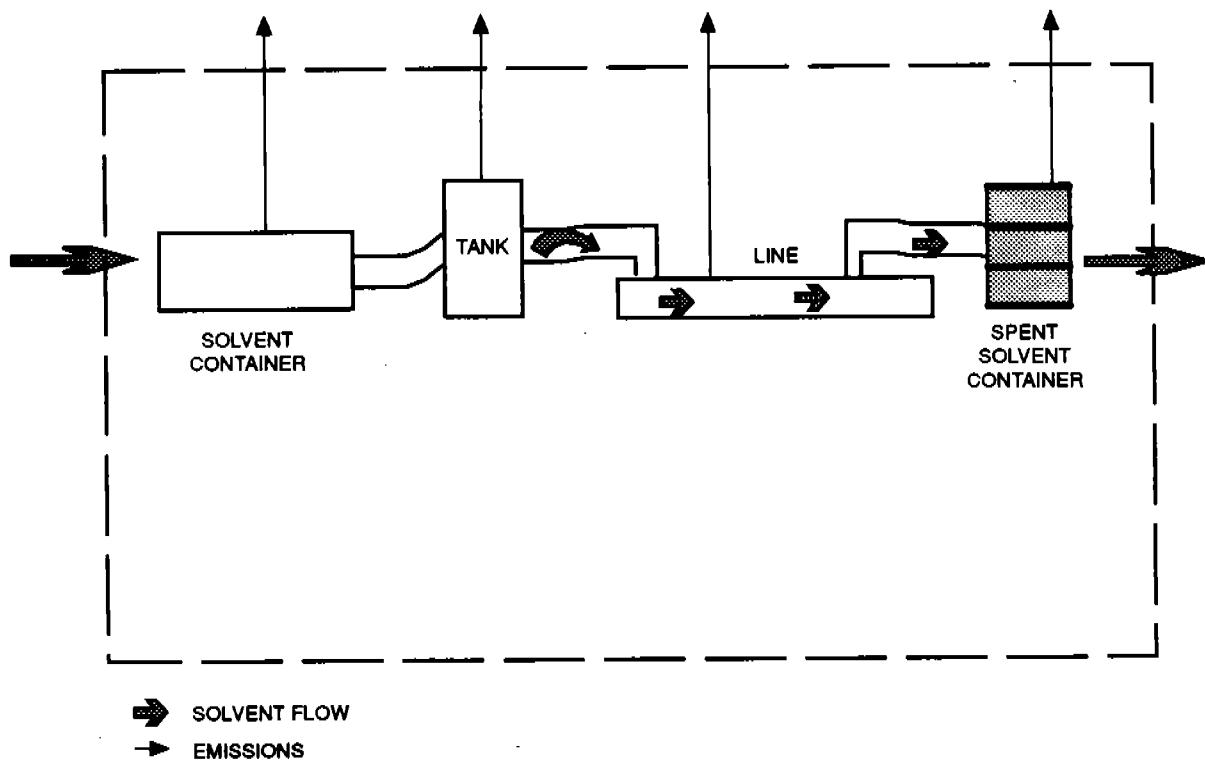 TANK
LINE
SOLVENT
CONTAINER
SPENT
SOLVENT
CONTAINER
SOLVENT FLOW
EMISSIONS